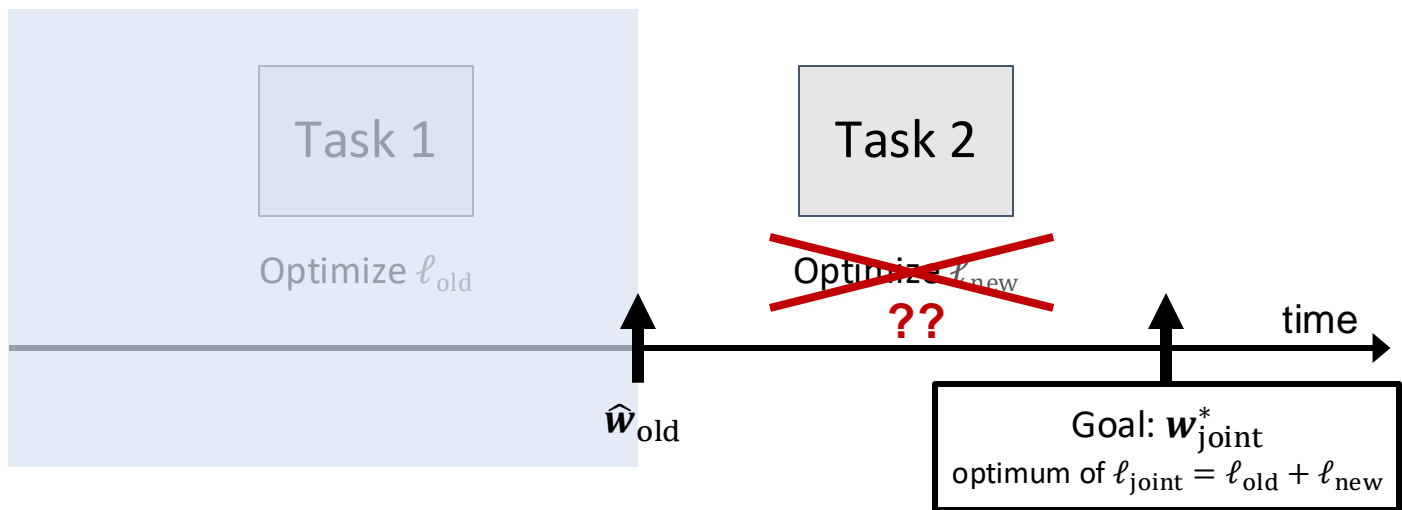 Task 1
Task 2
Optimize ℓ_old
Optimize ℓ_new
??
time
ŵ_old
Goal: w*_joint
optimum of ℓ_joint = ℓ_old + ℓ_new